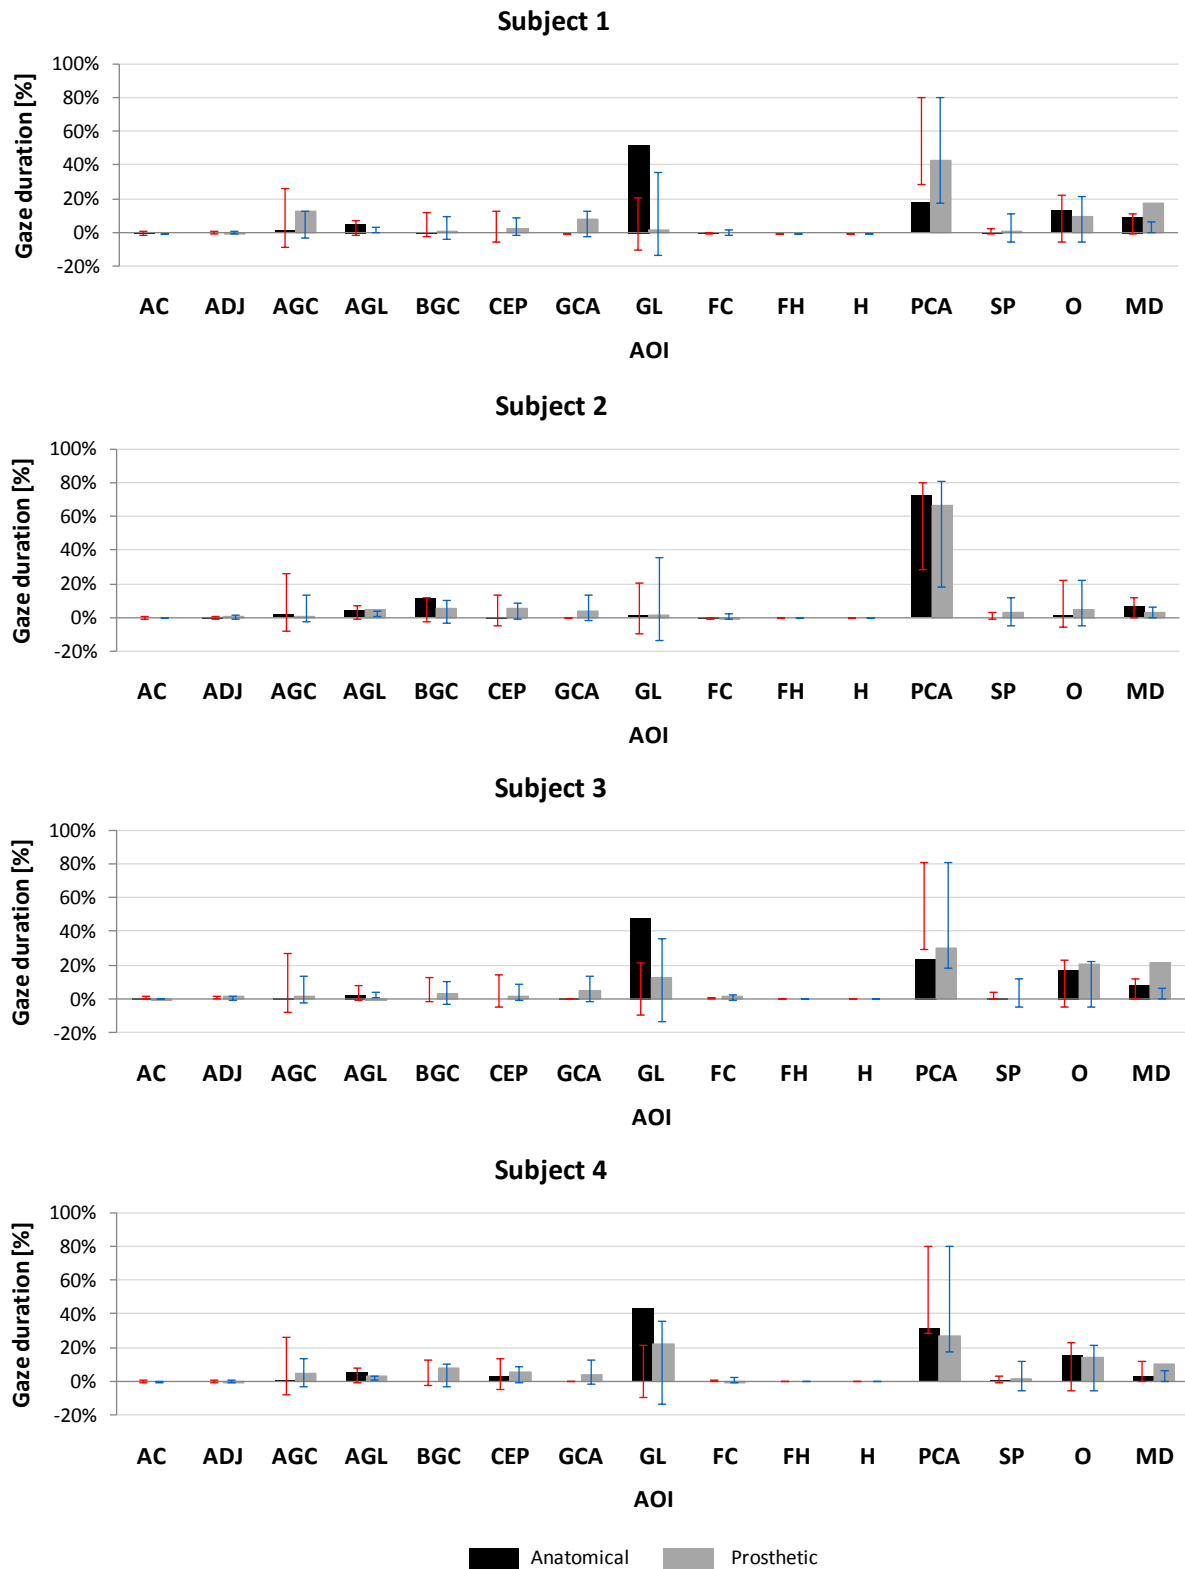 Subject 1
Gaze duration [%]
100%
80%
60%
40%
20%
0%
-20%
AC ADJ AGC AGL BGC CEP GCA GL FC FH H PCA SP O MD
AOI
Subject 2
Gaze duration [%]
100%
80%
60%
40%
20%
0%
-20%
AC ADJ AGC AGL BGC CEP GCA GL FC FH H PCA SP O MD
AOI
Subject 3
Gaze duration [%]
100%
80%
60%
40%
20%
0%
-20%
AC ADJ AGC AGL BGC CEP GCA GL FC FH H PCA SP O MD
AOI
Subject 4
Gaze duration [%]
100%
80%
60%
40%
20%
0%
-20%
AC ADJ AGC AGL BGC CEP GCA GL FC FH H PCA SP O MD
AOI
Anatomical Prosthetic